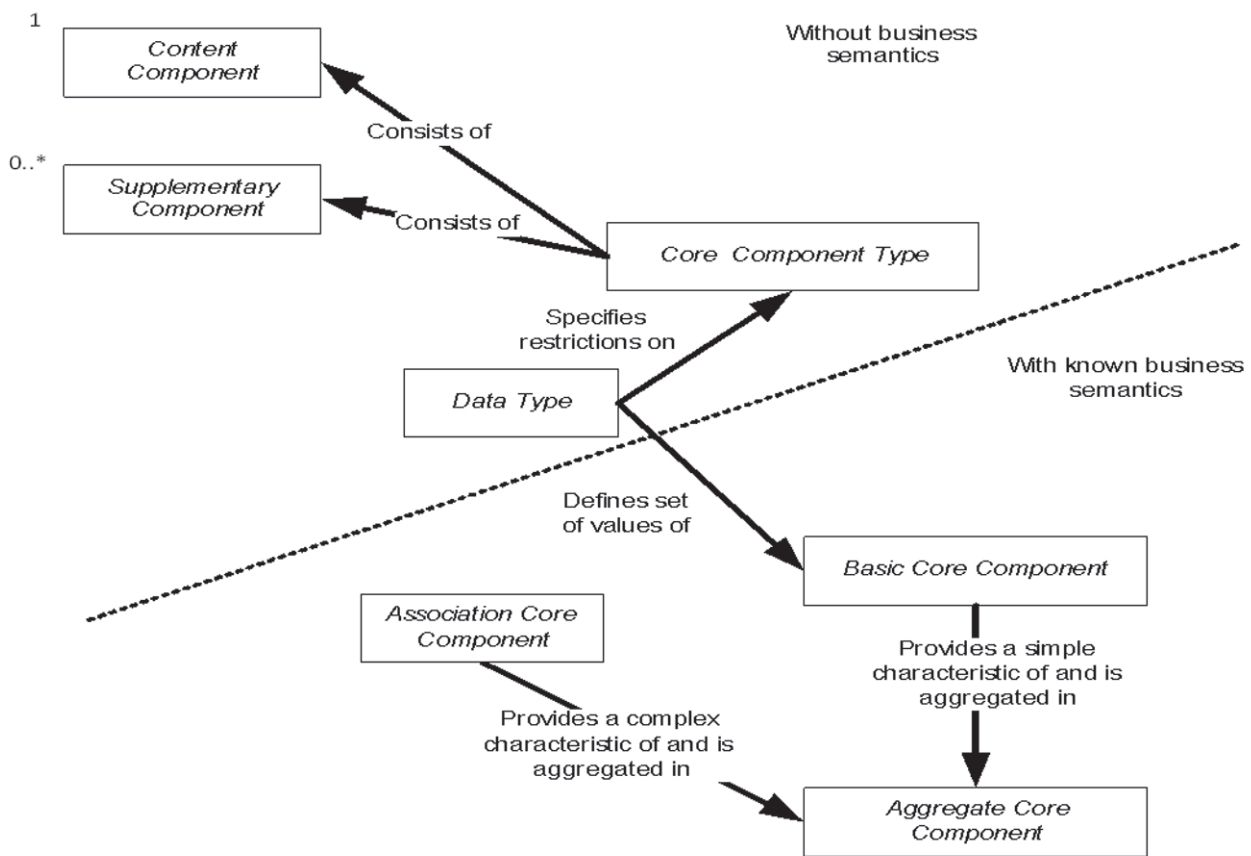 1
Content
Component
Without business
semantics
Consists of
0..*
Supplementary
Component
Consists of
Core Component Type
Specifies
restrictions on
With known business
semantics
Data Type
Defines set
of values of
Basic Core Component
Association Core
Component
Provides a simple
characteristic of and is
aggregated in
Provides a complex
characteristic of and is
aggregated in
Aggregate Core
Component